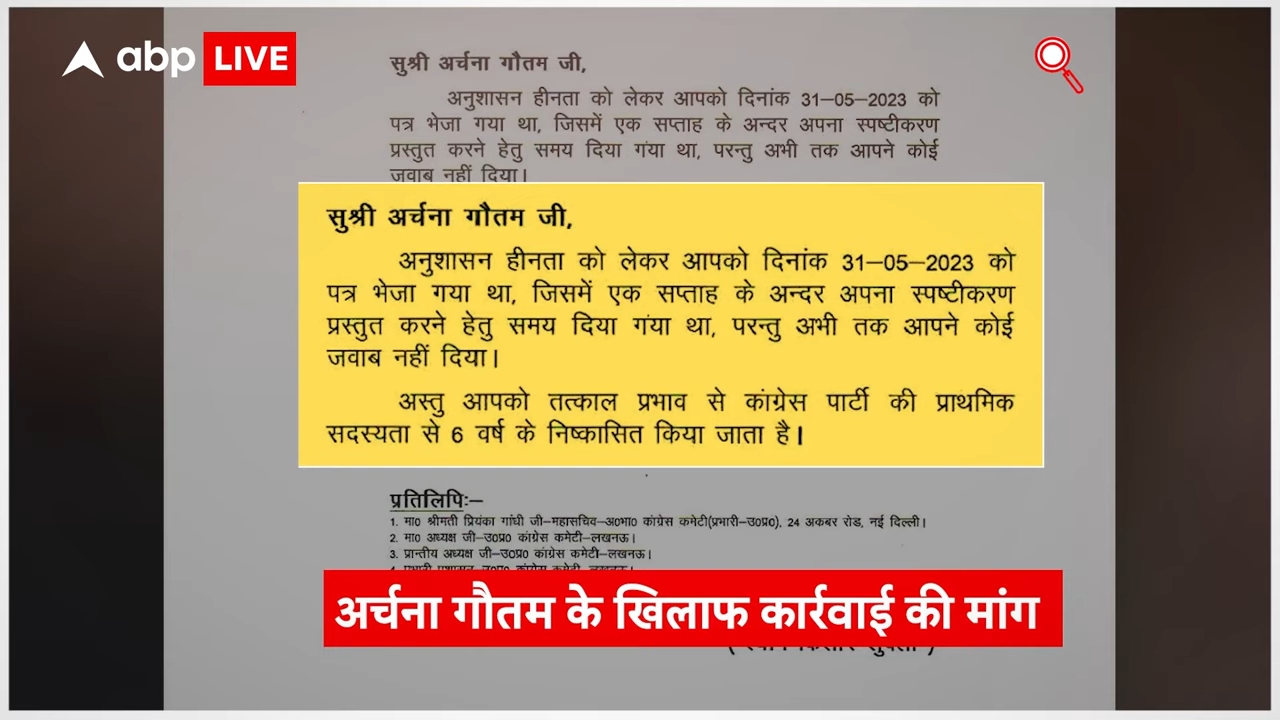 abp LIVE
सुश्री अर्चना गौतम जी,
अनुशासन हीनता को लेकर आपको दिनांक 31–05–2023 को
पत्र भेजा गया था, जिसमें एक सप्ताह के अन्दर अपना स्पष्टीकरण
प्रस्तुत करने हेतु समय दिया गया था, परन्तु अभी तक आपने कोई
जवाब नहीं दिया।
सुश्री अर्चना गौतम जी,
अनुशासन हीनता को लेकर आपको दिनांक 31–05–2023 को
पत्र भेजा गया था, जिसमें एक सप्ताह के अन्दर अपना स्पष्टीकरण
प्रस्तुत करने हेतु समय दिया गया था, परन्तु अभी तक आपने कोई
जवाब नहीं दिया।
अस्तु आपको तत्काल प्रभाव से कांग्रेस पार्टी की प्राथमिक
सदस्यता से 6 वर्ष के निष्कासित किया जाता है।
प्रतिलिपिः–
1. मा0 श्रीमती प्रियंका गांधी जी–महासचिव–अ0भा0 कांग्रेस कमेटी(प्रभारी–उ0प्र0), 24 अकबर रोड, नई दिल्ली।
2. मा0 अध्यक्ष जी–उ0प्र0 कांग्रेस कमेटी–लखनऊ।
3. प्रान्तीय अध्यक्ष जी–उ0प्र0 कांग्रेस कमेटी–लखनऊ।
अर्चना गौतम के खिलाफ कार्रवाई की मांग